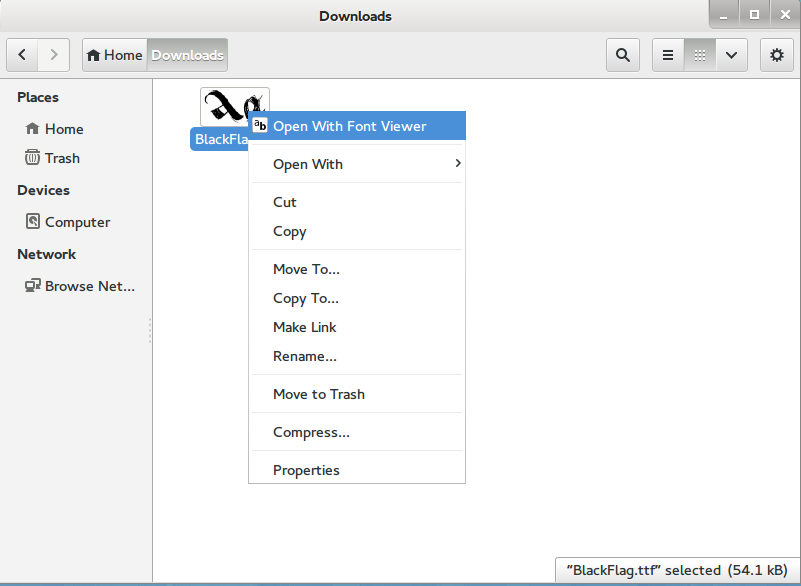 Downloads
Home Downloads
Places
Home
Trash
Devices
Computer
Network
Browse Net...
Aa
BlackFla
ab Open With Font Viewer
Open With
Cut
Copy
Move To...
Copy To...
Make Link
Rename...
Move to Trash
Compress...
Properties
"BlackFlag.ttf" selected (54.1 kB)